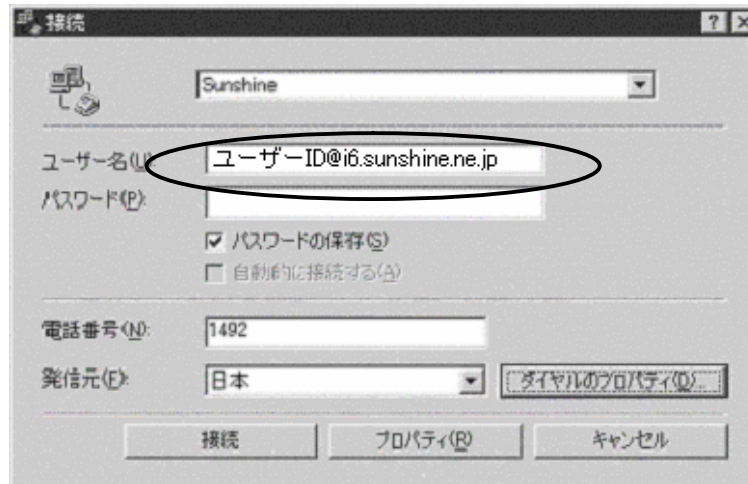 接続
Sunshine
ユーザー名(U): ユーザーID@i6.sunshine.ne.jp
パスワード(P):
パスワードの保存(S)
自動的に接続する(A)
電話番号(N): 1492
発信元(F): 日本 ダイヤルのプロパティ(D)...
接続 プロパティ(R) キャンセル